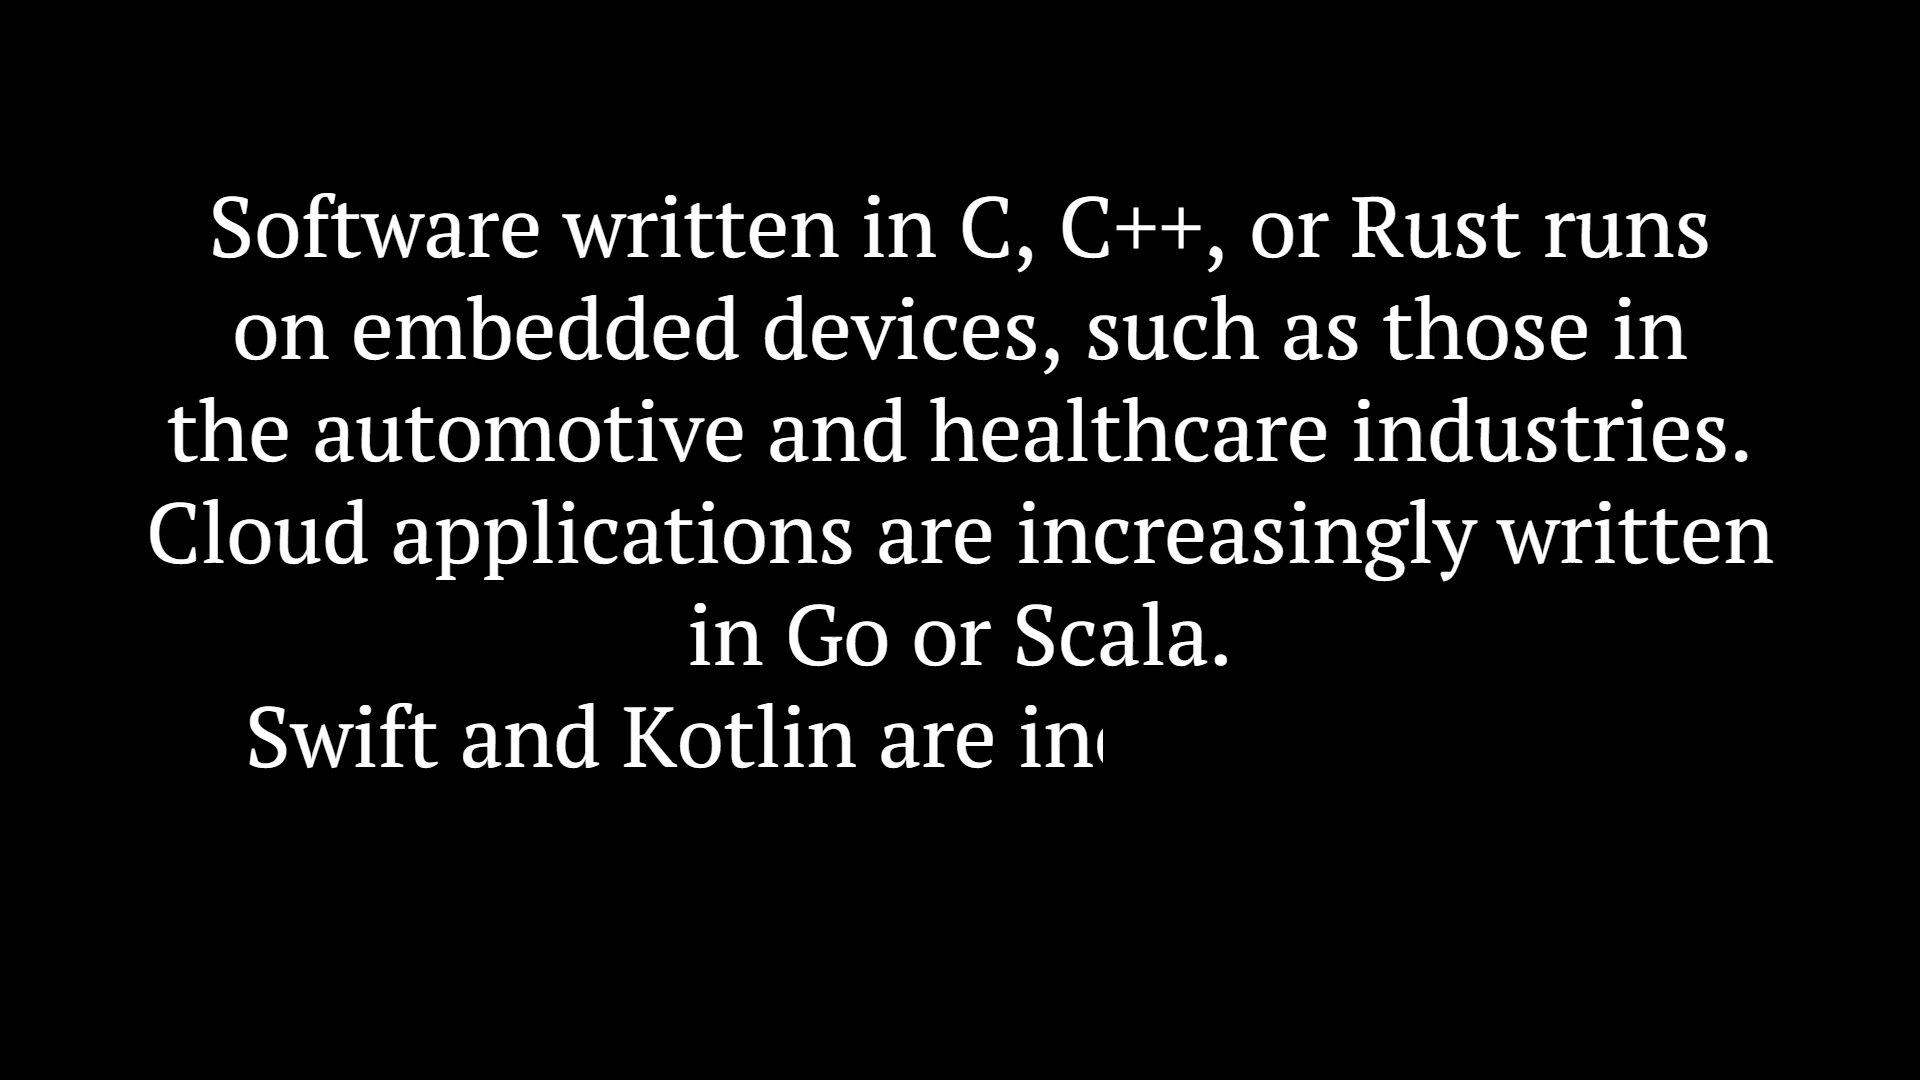 Software written in C, C++, or Rust runs
on embedded devices, such as those in
the automotive and healthcare industries.
Cloud applications are increasingly written
in Go or Scala.
Swift and Kotlin are